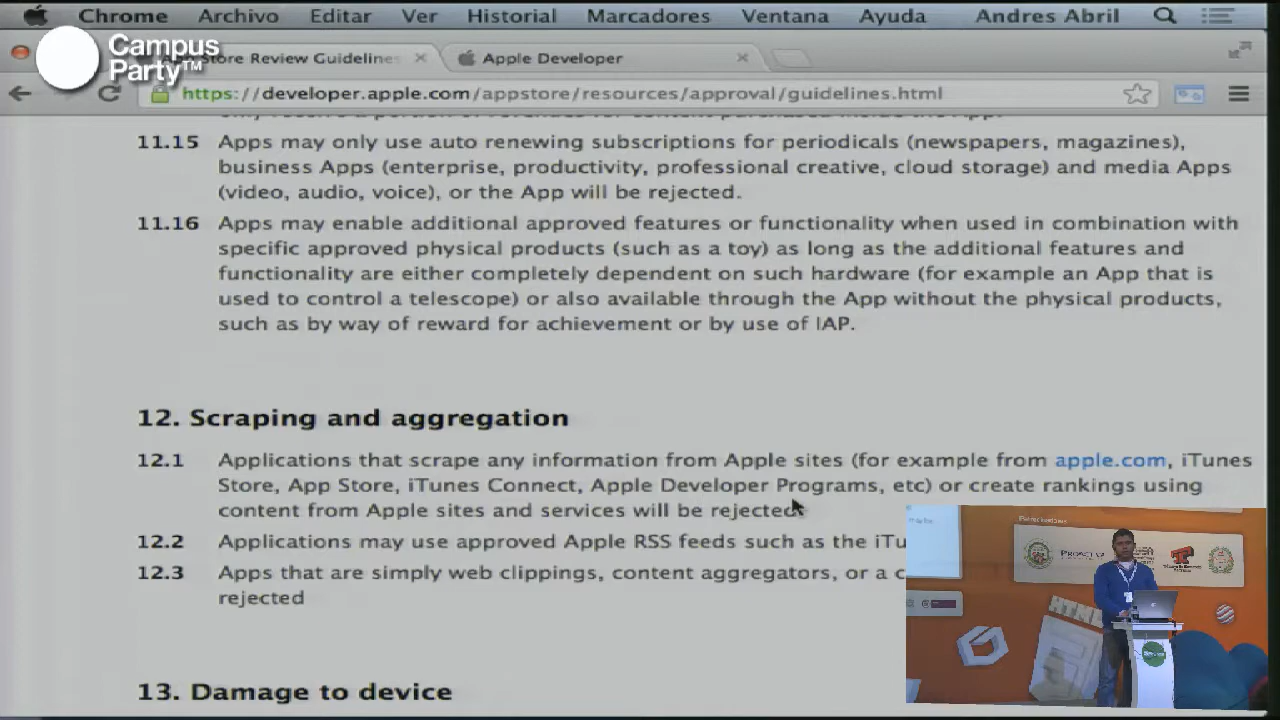 Chrome Archivo Editar Ver Historial Marcadores Ventana Ayuda Andres Abril
Campus
Party™
Store Review Guidelines
Apple Developer
https://developer.apple.com/appstore/resources/approval/guidelines.html
11.15 Apps may only use auto renewing subscriptions for periodicals (newspapers, magazines),
business Apps (enterprise, productivity, professional creative, cloud storage) and media Apps
(video, audio, voice), or the App will be rejected.
11.16 Apps may enable additional approved features or functionality when used in combination with
specific approved physical products (such as a toy) as long as the additional features and
functionality are either completely dependent on such hardware (for example an App that is
used to control a telescope) or also available through the App without the physical products,
such as by way of reward for achievement or by use of IAP.
12. Scraping and aggregation
12.1 Applications that scrape any information from Apple sites (for example from apple.com, iTunes
Store, App Store, iTunes Connect, Apple Developer Programs, etc) or create rankings using
content from Apple sites and services will be rejected
12.2 Applications may use approved Apple RSS feeds such as the iTu
12.3 Apps that are simply web clippings, content aggregators, or a c
rejected
13. Damage to device